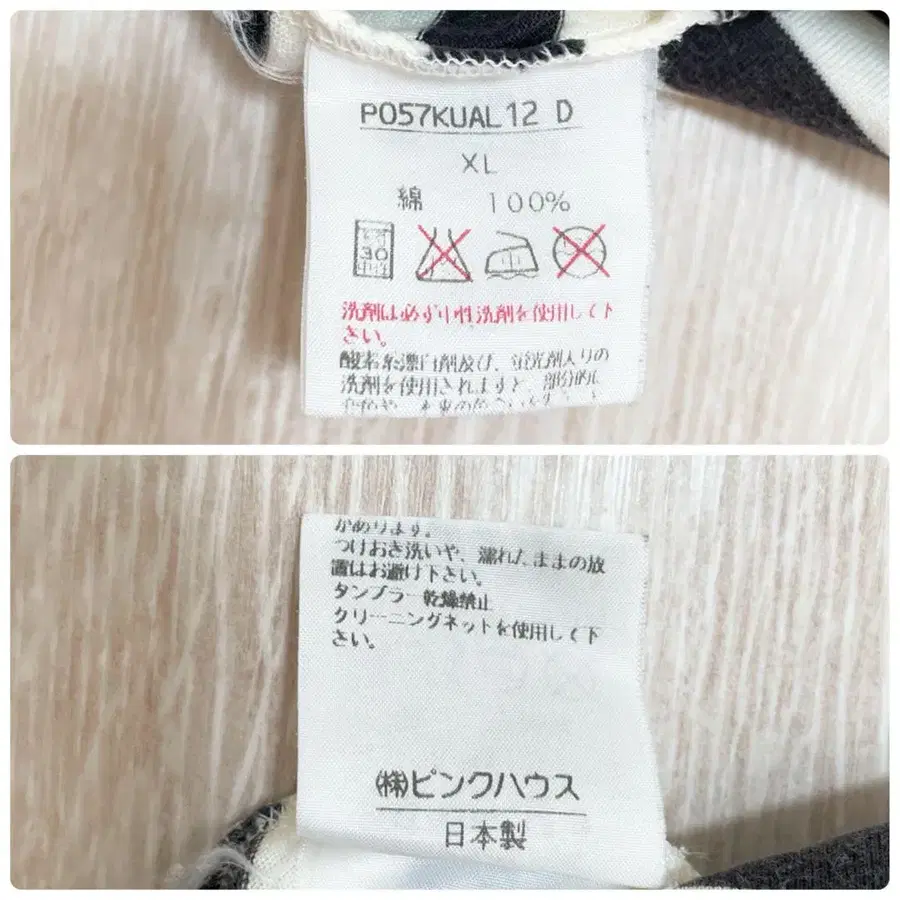 P057KUAL12 D
XL
綿 100%
30
中性
洗剤は必ず中性洗剤を使用して下
さい。
酸素系漂白剤及び、蛍光剤入りの
洗剤を使用されますと、部分的に
があります。
つけおき洗いや、濡れたままの放
置はお避け下さい。
タンブラー乾燥禁止
クリーニングネットを使用して下
さい。
㈱ピンクハウス
日本製